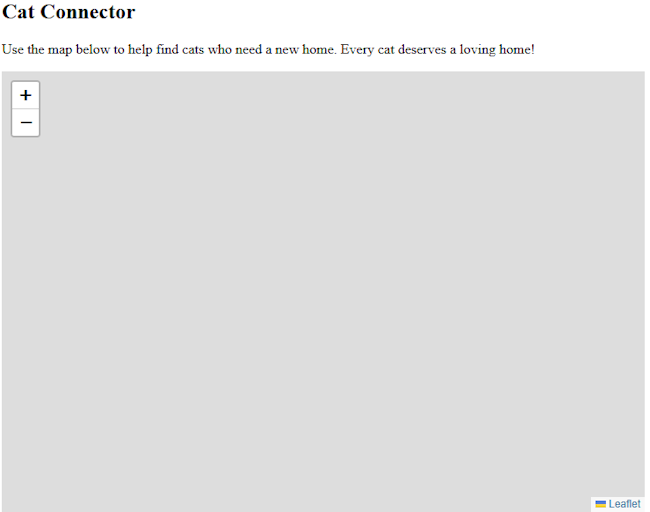 Cat Connector
Use the map below to help find cats who need a new home. Every cat deserves a loving home!
+
−
Leaflet